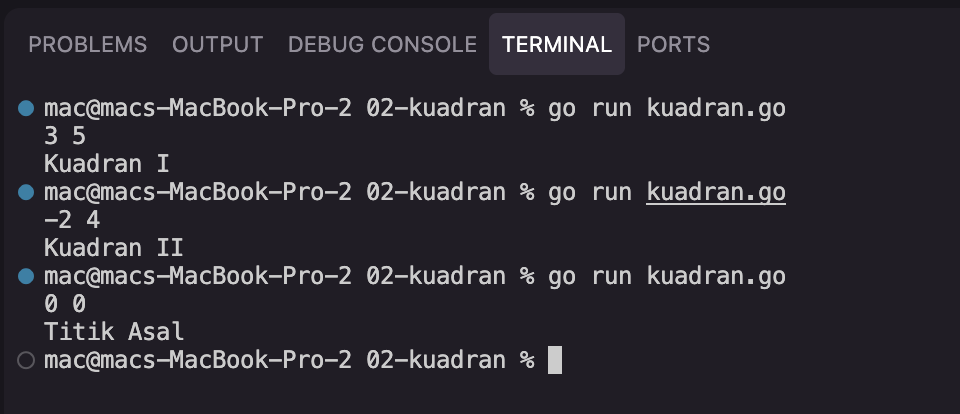 PROBLEMS OUTPUT DEBUG CONSOLE TERMINAL PORTS
mac@macs-MacBook-Pro-2 02-kuadran % go run kuadran.go
3 5
Kuadran I
mac@macs-MacBook-Pro-2 02-kuadran % go run kuadran.go
-2 4
Kuadran II
mac@macs-MacBook-Pro-2 02-kuadran % go run kuadran.go
0 0
Titik Asal
mac@macs-MacBook-Pro-2 02-kuadran %